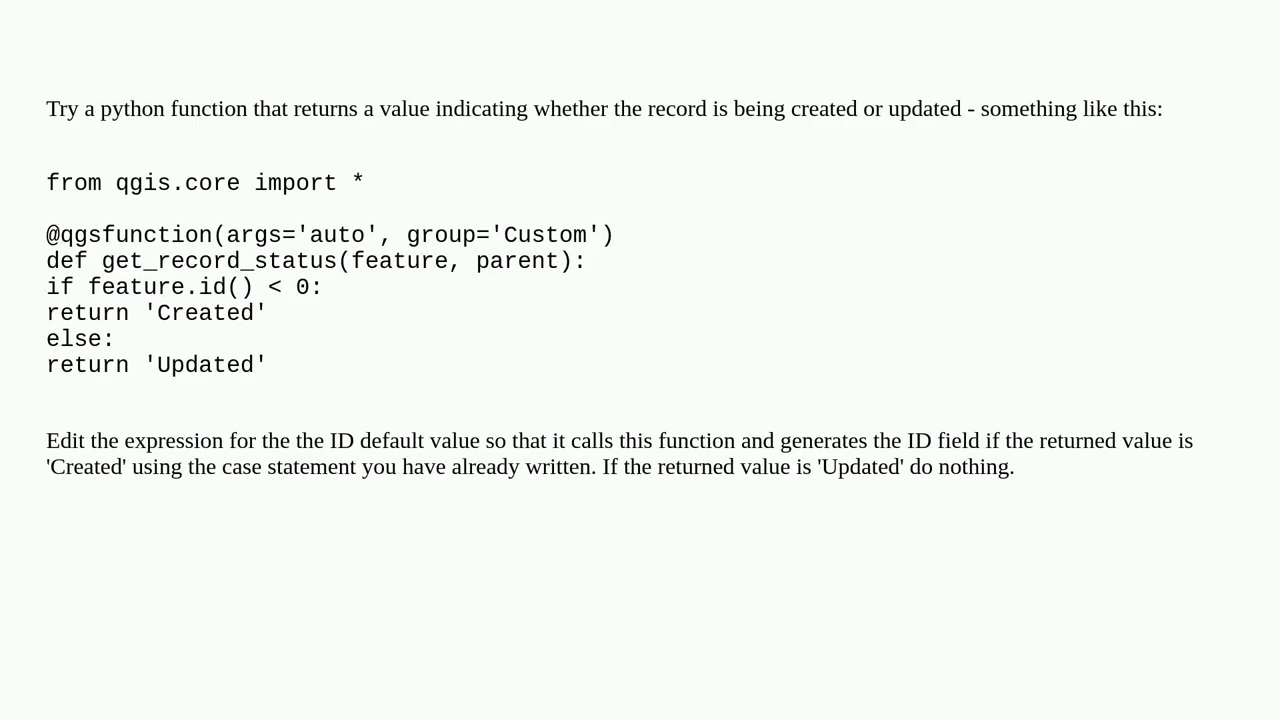 Try a python function that returns a value indicating whether the record is being created or updated - something like this:
from qgis.core import *
@qgsfunction(args='auto', group='Custom')
def get_record_status(feature, parent):
if feature.id() < 0:
return 'Created'
else:
return 'Updated'
Edit the expression for the the ID default value so that it calls this function and generates the ID field if the returned value is
'Created' using the case statement you have already written. If the returned value is 'Updated' do nothing.